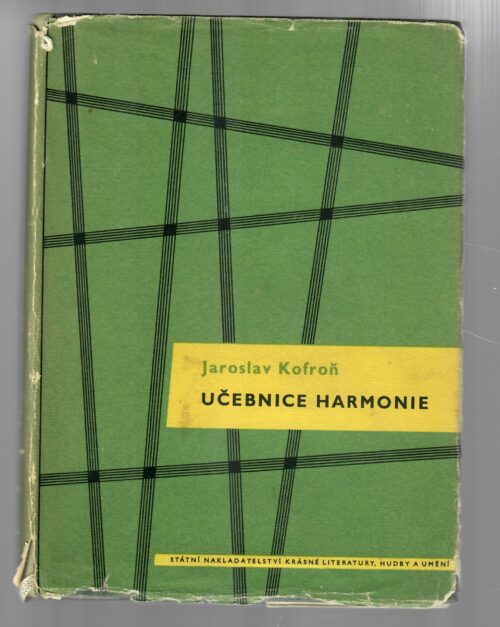 Jaroslav Kofroň
UČEBNICE HARMONIE
STÁTNÍ NAKLADATELSTVÍ KRÁSNÉ LITERATURY, HUDBY A UMĚNÍ